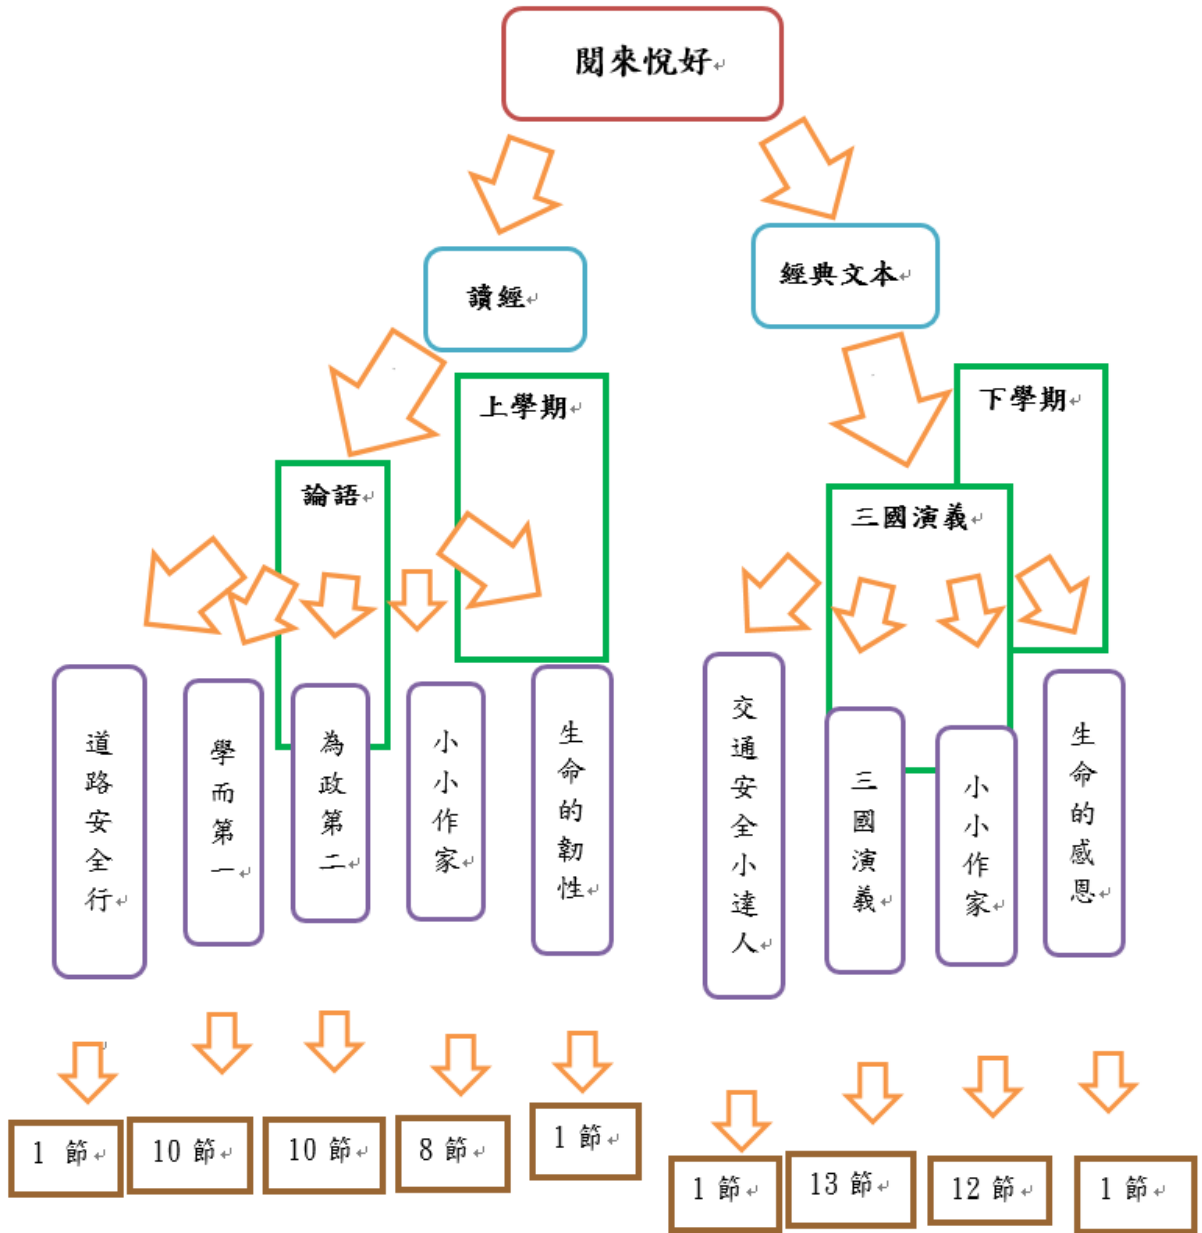 閱來悅好
讀經
經典文本
上學期
下學期
論語
三國演義
道路安全行
學而第一
為政第二
小小作家
生命的韌性
交通安全小達人
三國演義
小小作家
生命的感恩
1 節
10 節
10 節
8 節
1 節
1 節
13 節
12 節
1 節